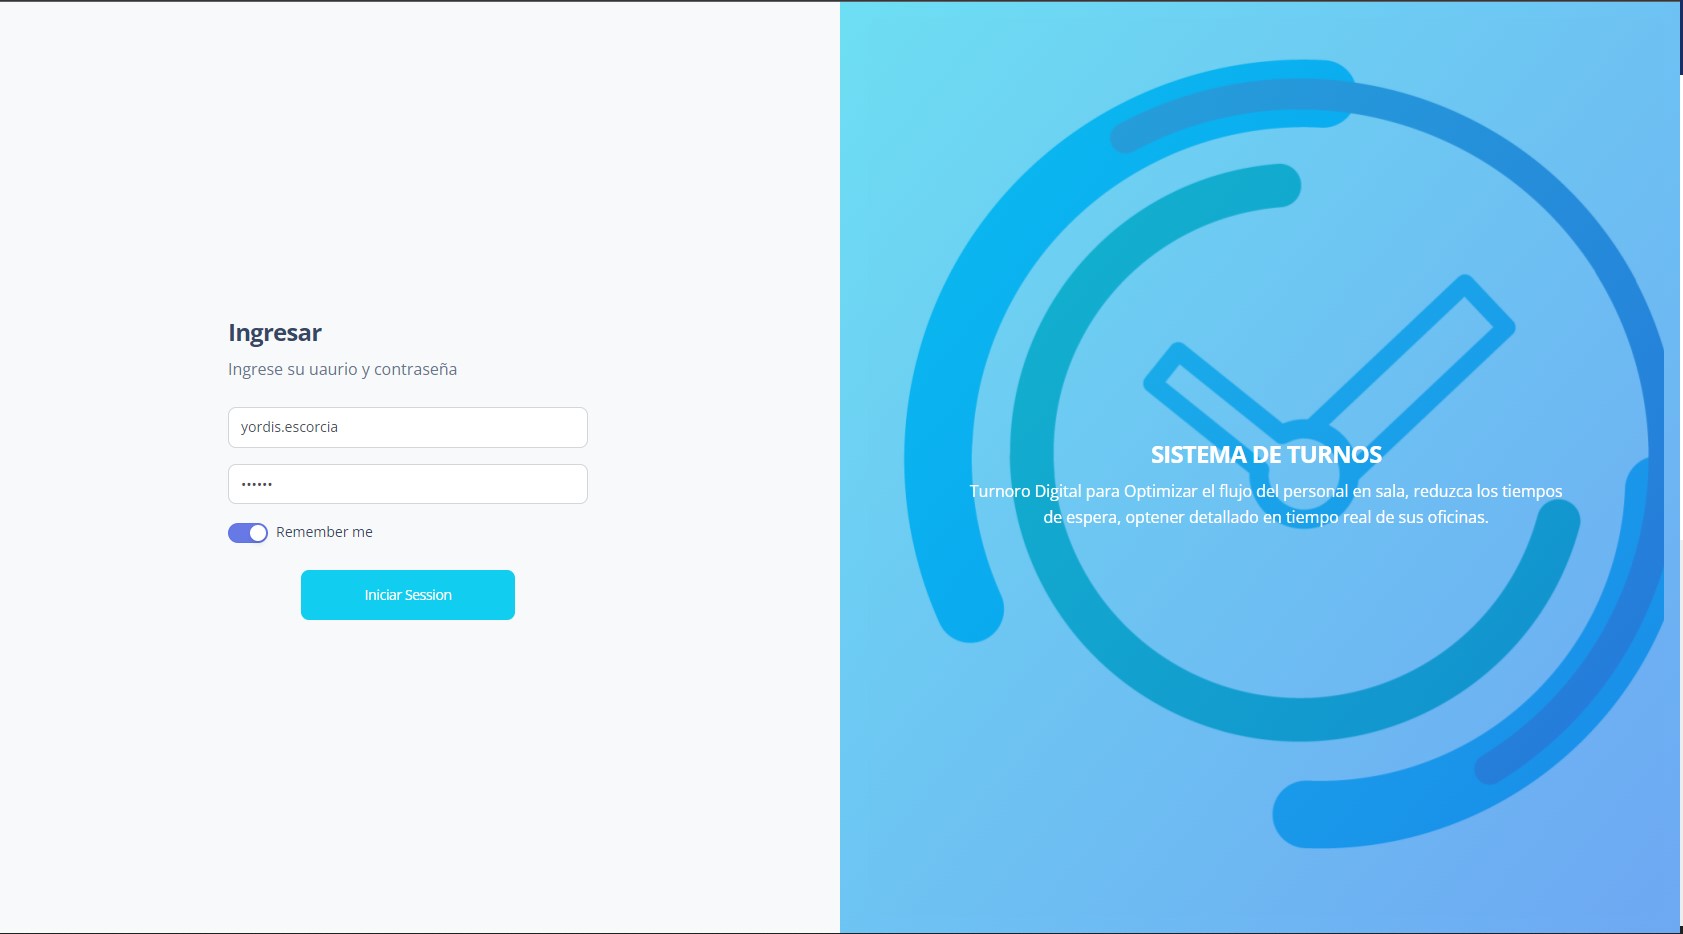 Ingresar
Ingrese su uaurio y contraseña
yordis.escorcia
••••••
Remember me
Iniciar Session
SISTEMA DE TURNOS
Turnoro Digital para Optimizar el flujo del personal en sala, reduzca los tiempos
de espera, optener detallado en tiempo real de sus oficinas.